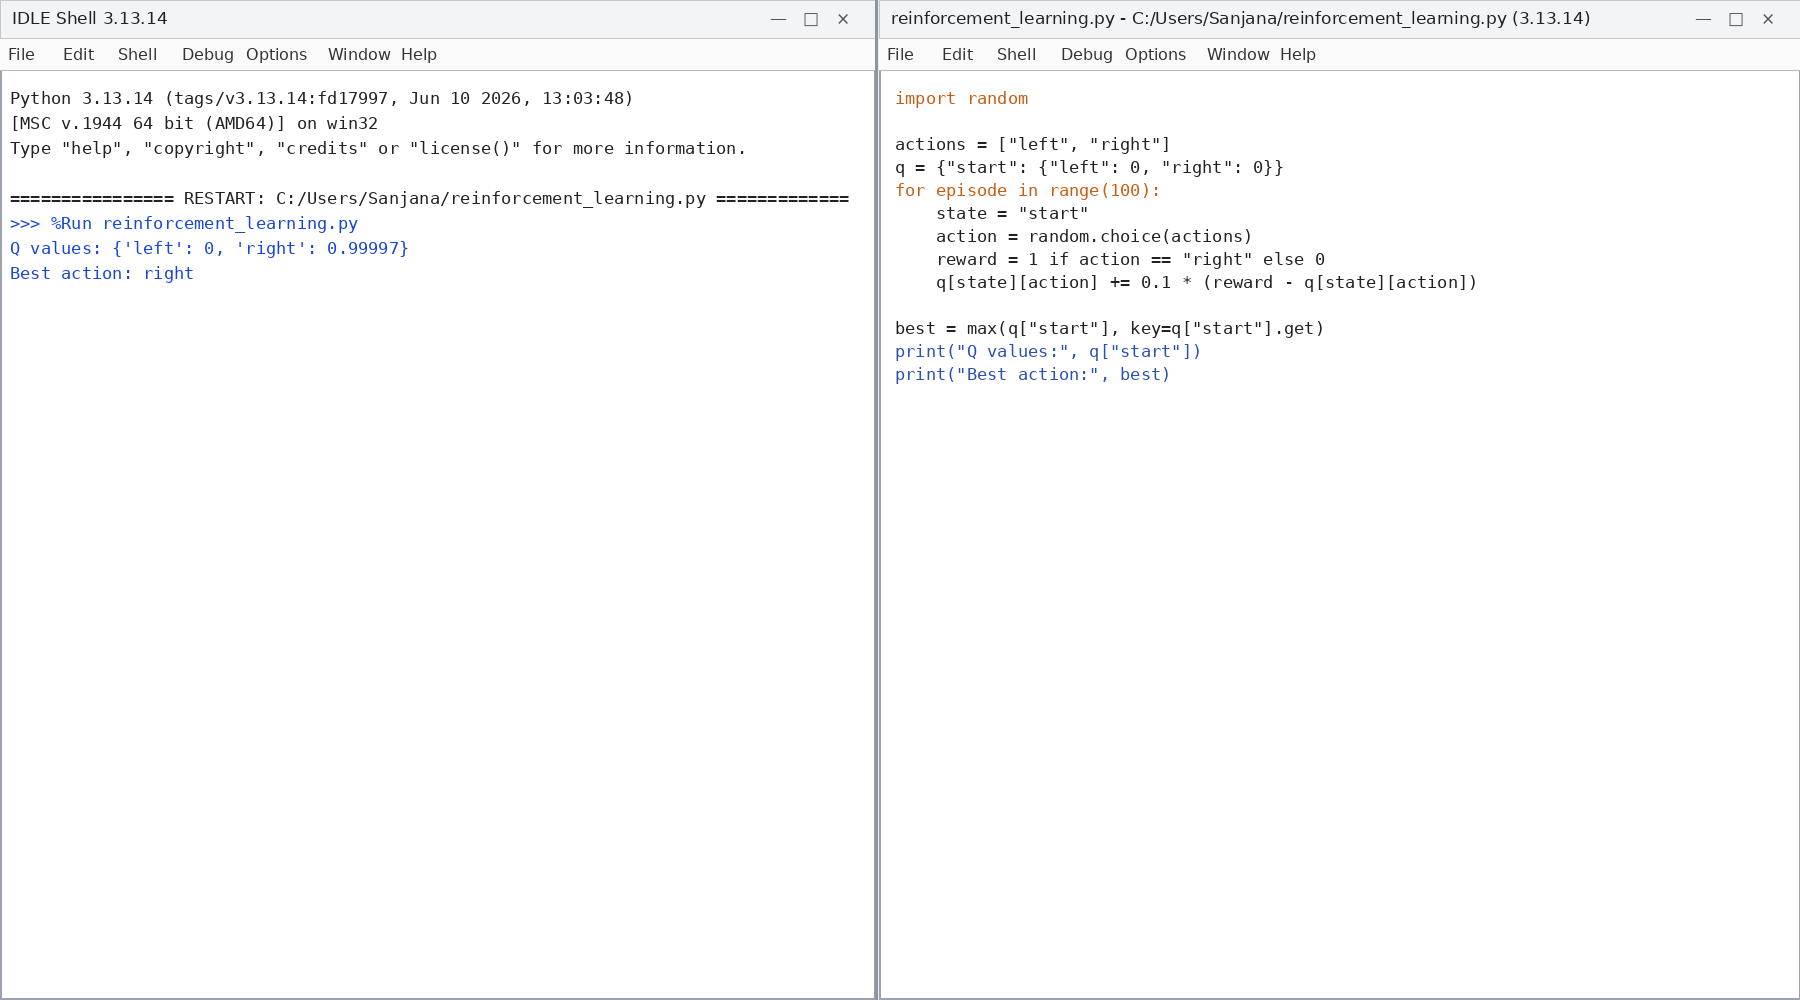 IDLE Shell 3.13.14
File Edit Shell Debug Options Window Help
Python 3.13.14 (tags/v3.13.14:fd17997, Jun 10 2026, 13:03:48)
[MSC v.1944 64 bit (AMD64)] on win32
Type "help", "copyright", "credits" or "license()" for more information.
================ RESTART: C:/Users/Sanjana/reinforcement_learning.py =============
>>> %Run reinforcement_learning.py
Q values: {'left': 0, 'right': 0.99997}
Best action: right
reinforcement_learning.py - C:/Users/Sanjana/reinforcement_learning.py (3.13.14)
File Edit Shell Debug Options Window Help
import random
actions = ["left", "right"]
q = {"start": {"left": 0, "right": 0}}
for episode in range(100):
    state = "start"
    action = random.choice(actions)
    reward = 1 if action == "right" else 0
    q[state][action] += 0.1 * (reward - q[state][action])
best = max(q["start"], key=q["start"].get)
print("Q values:", q["start"])
print("Best action:", best)